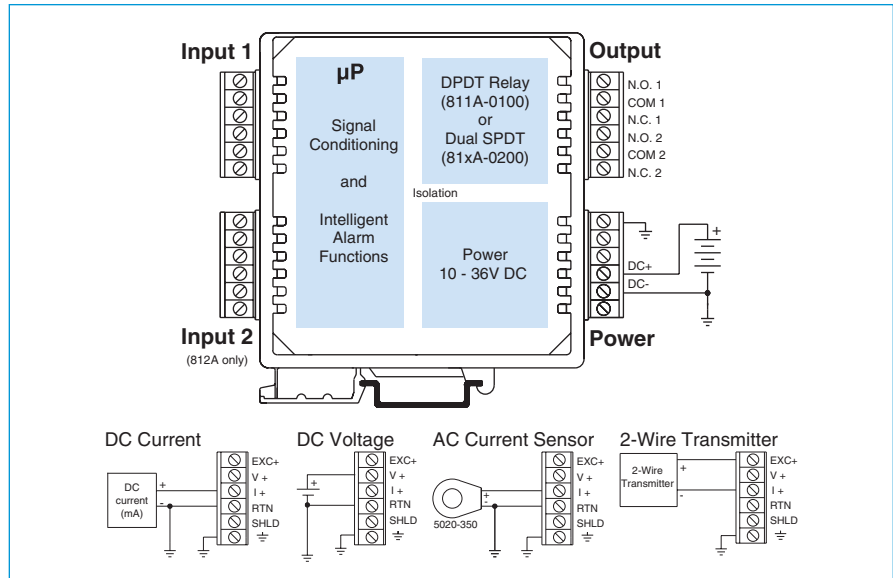 Input 1
Output
µP
Signal
Conditioning
and
Intelligent
Alarm
Functions
DPDT Relay
(811A-0100)
or
Dual SPDT
(81xA-0200)
Isolation
Power
10 - 36V DC
N.O. 1
COM 1
N.C. 1
N.O. 2
COM 2
N.C. 2
+
DC+
DC-
Input 2
(812A only)
Power
DC Current
DC
current
(mA)
+
-
EXC+
V +
I +
RTN
SHLD
DC Voltage
+
EXC+
V +
I +
RTN
SHLD
AC Current Sensor
5020-350
+
-
EXC+
V +
I +
RTN
SHLD
2-Wire Transmitter
2-Wire
Transmitter
+
-
EXC+
V +
I +
RTN
SHLD